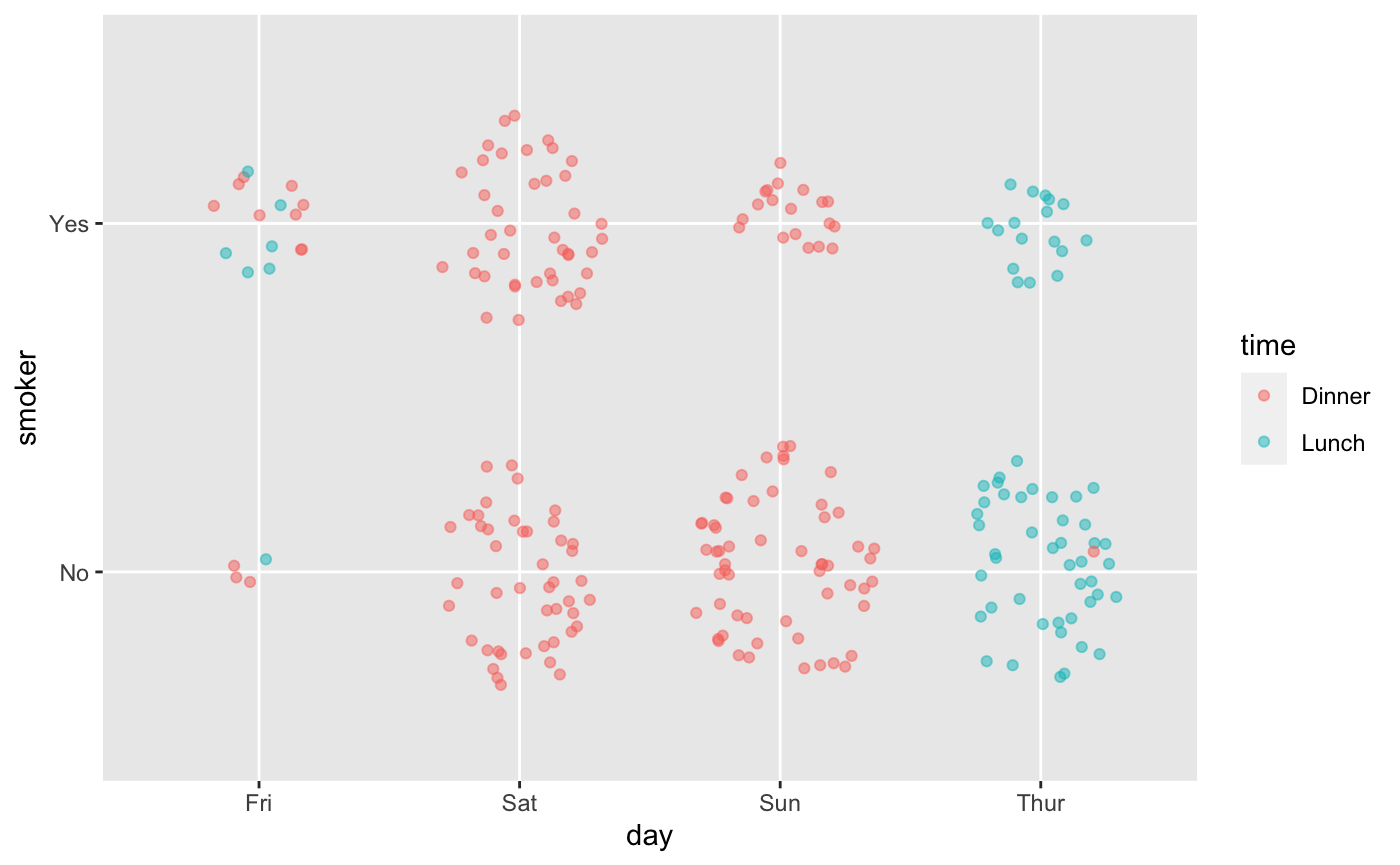 smoker
Yes
No
Fri
Sat
Sun
Thur
day
time
Dinner
Lunch